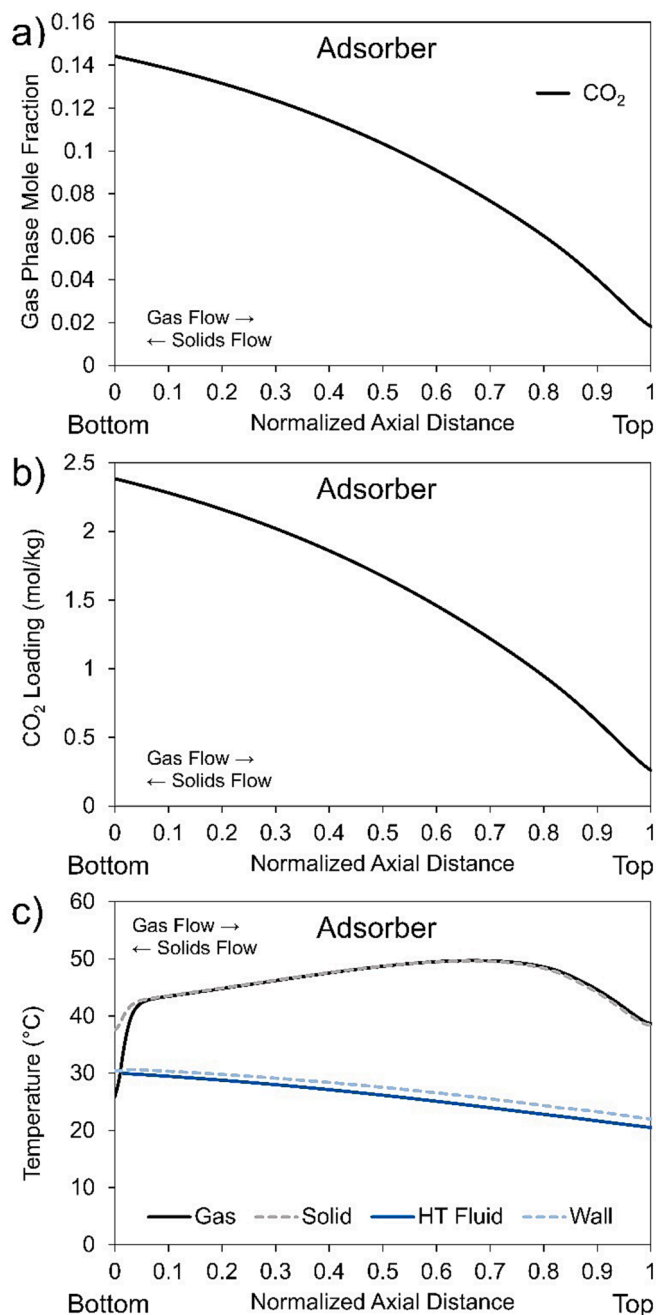 a)
Adsorber
CO₂
Gas Phase Mole Fraction
0.16
0.14
0.12
0.1
0.08
0.06
0.04
0.02
0
Gas Flow →
← Solids Flow
0 0.1 0.2 0.3 0.4 0.5 0.6 0.7 0.8 0.9 1
Bottom Normalized Axial Distance Top
b)
Adsorber
CO₂ Loading (mol/kg)
2.5
2
1.5
1
0.5
0
Gas Flow →
← Solids Flow
0 0.1 0.2 0.3 0.4 0.5 0.6 0.7 0.8 0.9 1
Bottom Normalized Axial Distance Top
c)
Gas Flow →
← Solids Flow
Adsorber
Temperature (°C)
60
50
40
30
20
10
0
Gas Solid HT Fluid Wall
0 0.1 0.2 0.3 0.4 0.5 0.6 0.7 0.8 0.9 1
Bottom Normalized Axial Distance Top